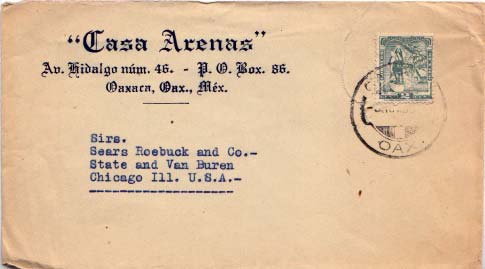 "Casa Arenas"
Av. Hidalgo núm. 46. - P. O. Box. 86.
Oaxaca, Oax., Méx.
OAX.
Sirs.
Sears Roebuck and Co.-
State and Van Buren
Chicago Ill. U.S.A.-